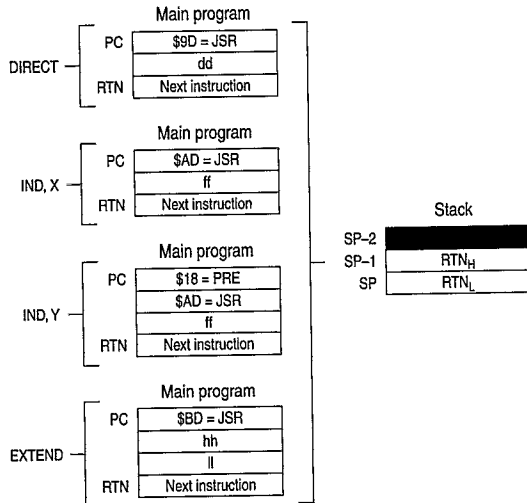 Main program
PC $9D = JSR
DIRECT dd
RTN Next instruction
Main program
PC $AD = JSR
IND, X ff
RTN Next instruction
Main program
PC $18 = PRE
$AD = JSR
IND, Y ff
RTN Next instruction
Main program
PC $BD = JSR
hh
EXTEND ll
RTN Next instruction
Stack
SP–2
SP–1 RTNH
SP RTNL